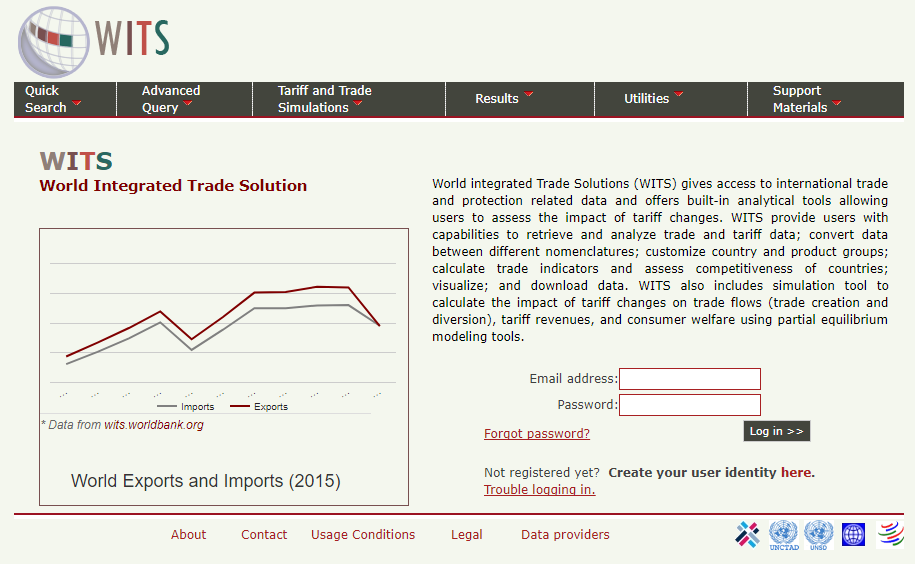 WITS
Quick Search
Advanced Query
Tariff and Trade Simulations
Results
Utilities
Support Materials
WITS
World Integrated Trade Solution
World integrated Trade Solutions (WITS) gives access to international trade
and protection related data and offers built-in analytical tools allowing
users to assess the impact of tariff changes. WITS provide users with
capabilities to retrieve and analyze trade and tariff data; convert data
between different nomenclatures; customize country and product groups;
calculate trade indicators and assess competitiveness of countries;
visualize; and download data. WITS also includes simulation tool to
calculate the impact of tariff changes on trade flows (trade creation and
diversion), tariff revenues, and consumer welfare using partial equilibrium
modeling tools.
Imports Exports
* Data from wits.worldbank.org
World Exports and Imports (2015)
Email address:
Password:
Forgot password?
Log in >>
Not registered yet? Create your user identity here.
Trouble logging in.
About Contact Usage Conditions Legal Data providers
UNCTAD
UNSD